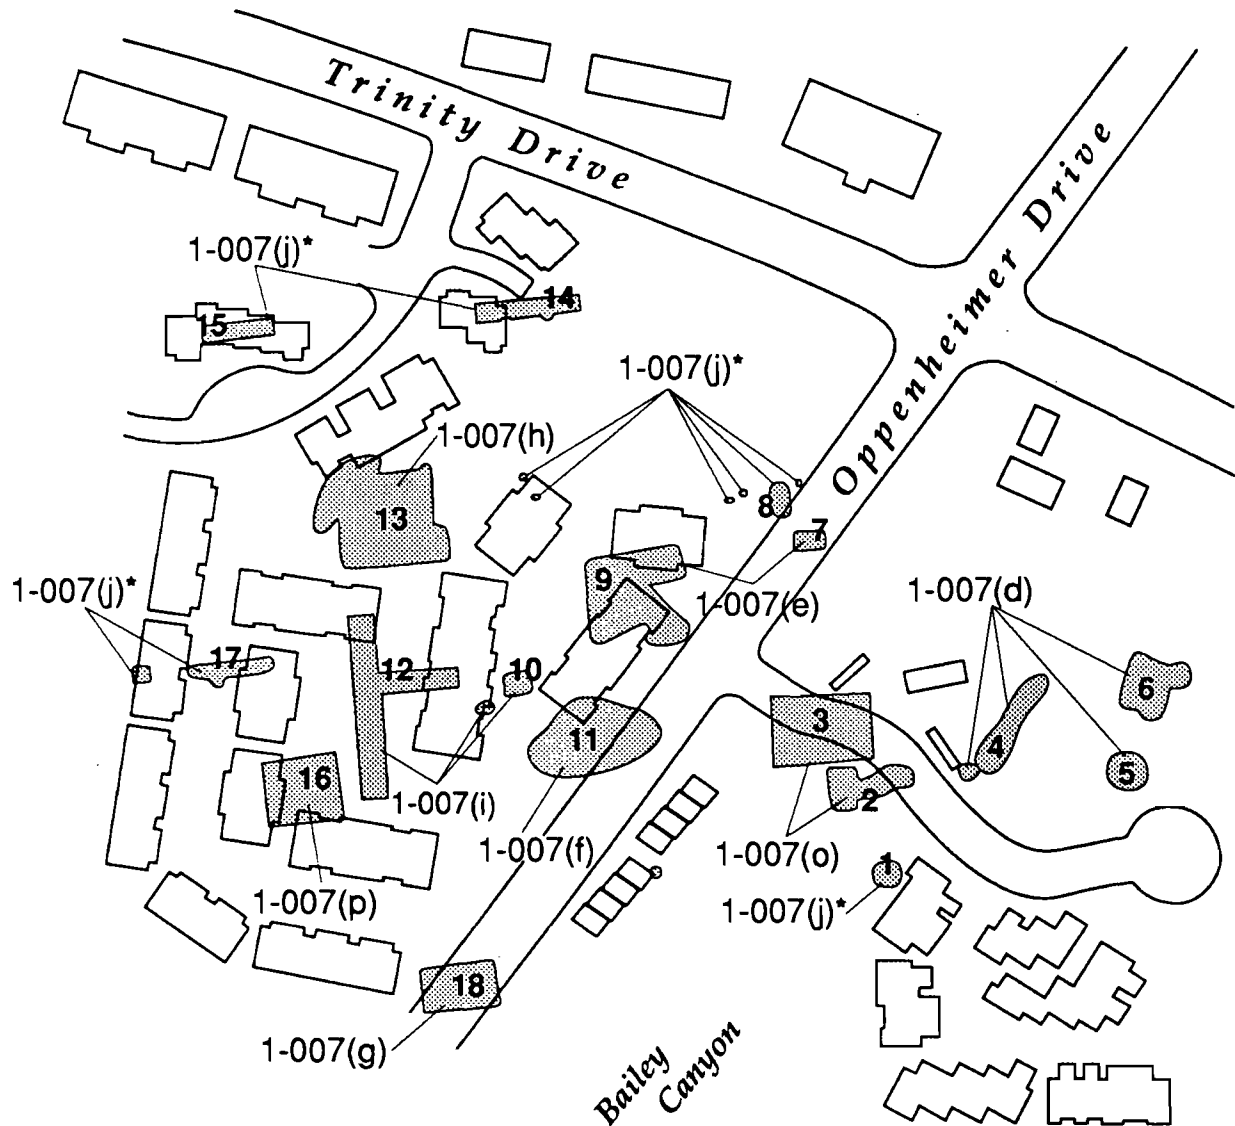 Trinity Drive
Oppenheimer Drive
1-007(j)*
14
15
1-007(j)*
1-007(h)
8
13
7
9
1-007(j)*
1-007(e)
1-007(d)
17
12
10
6
3
11
4
5
16
2
1-007(i)
1-007(f)
1-007(o)
1
1-007(p)
1-007(j)*
18
1-007(g)
Bailey
Canyon